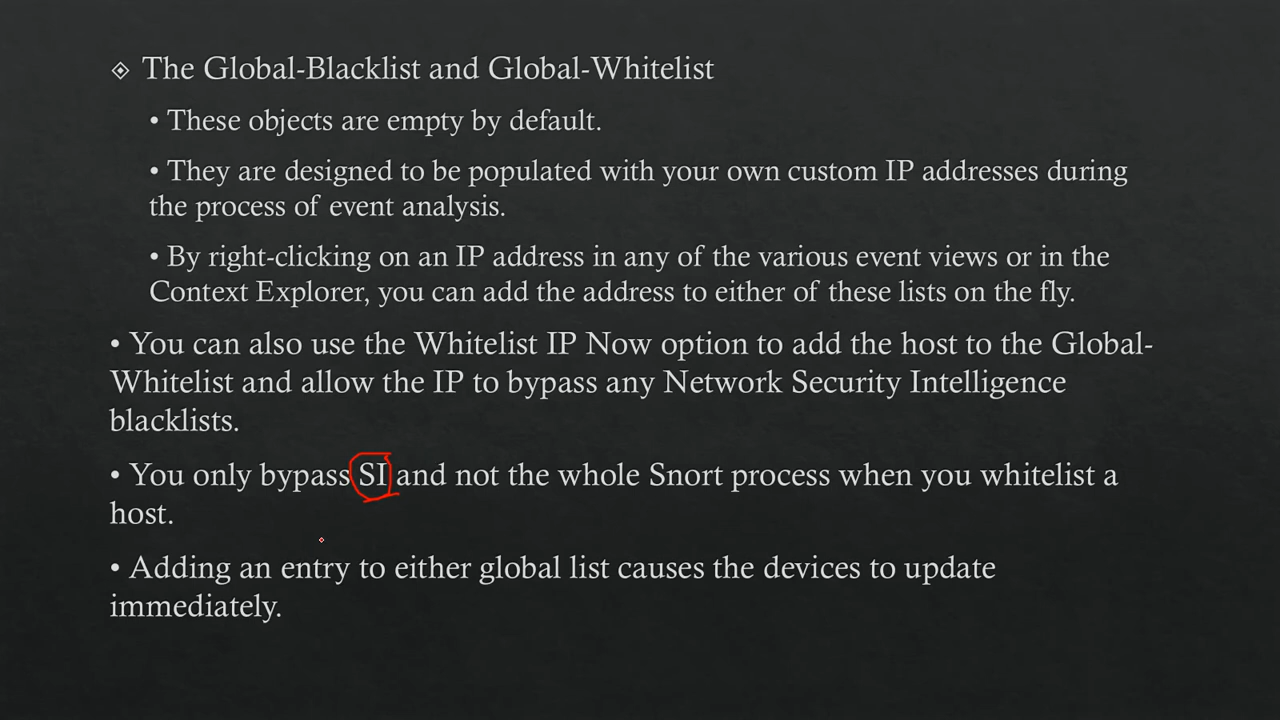 The Global-Blacklist and Global-Whitelist
• These objects are empty by default.
• They are designed to be populated with your own custom IP addresses during
the process of event analysis.
• By right-clicking on an IP address in any of the various event views or in the
Context Explorer, you can add the address to either of these lists on the fly.
• You can also use the Whitelist IP Now option to add the host to the Global-
Whitelist and allow the IP to bypass any Network Security Intelligence
blacklists.
• You only bypass SI and not the whole Snort process when you whitelist a
host.
• Adding an entry to either global list causes the devices to update
immediately.